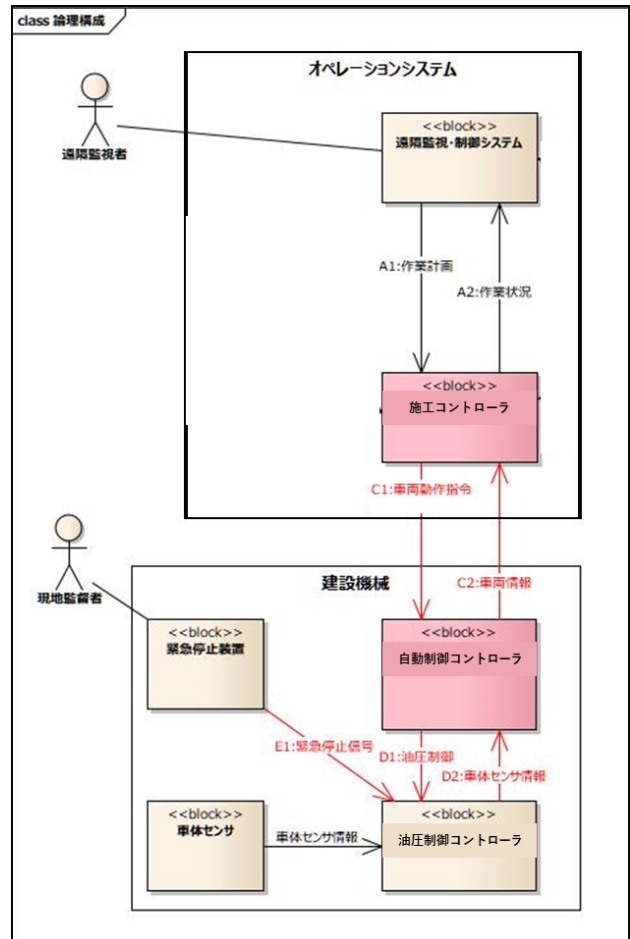 class 論理構成
オペレーションシステム
<<block>>
遠隔監視・制御システム
遠隔監視者
A1:作業計画
A2:作業状況
<<block>>
施工コントローラ
C1:車両動作指令
現地監督者
建設機械
C2:車両情報
<<block>>
緊急停止装置
<<block>>
自動制御コントローラ
E1:緊急停止信号
D1:油圧制御
D2:車体センサ情報
<<block>>
車体センサ
車体センサ情報
<<block>>
油圧制御コントローラ